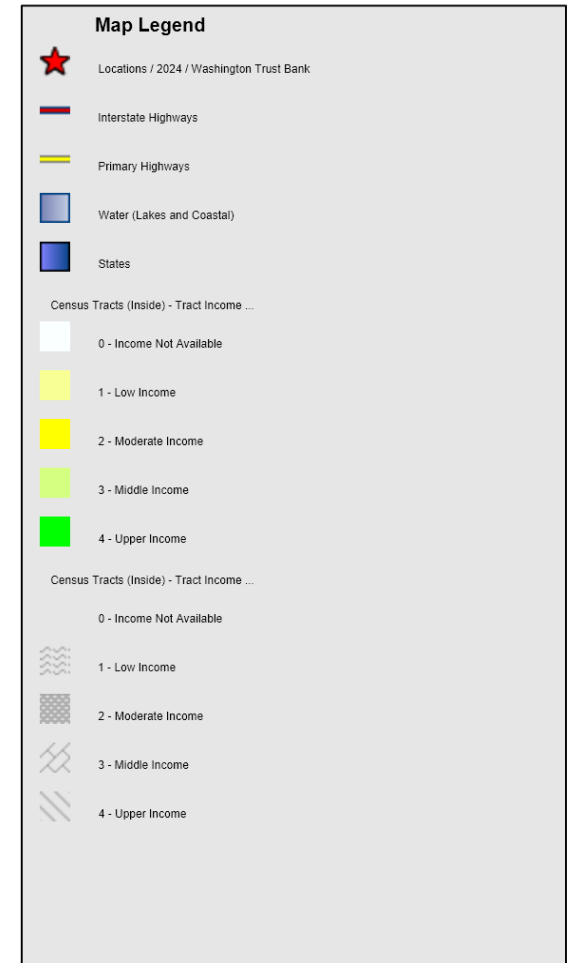 Map Legend
Locations / 2024 / Washington Trust Bank
Interstate Highways
Primary Highways
Water (Lakes and Coastal)
States
Census Tracts (Inside) - Tract Income ...
0 - Income Not Available
1 - Low Income
2 - Moderate Income
3 - Middle Income
4 - Upper Income
Census Tracts (Inside) - Tract Income ...
0 - Income Not Available
1 - Low Income
2 - Moderate Income
3 - Middle Income
4 - Upper Income